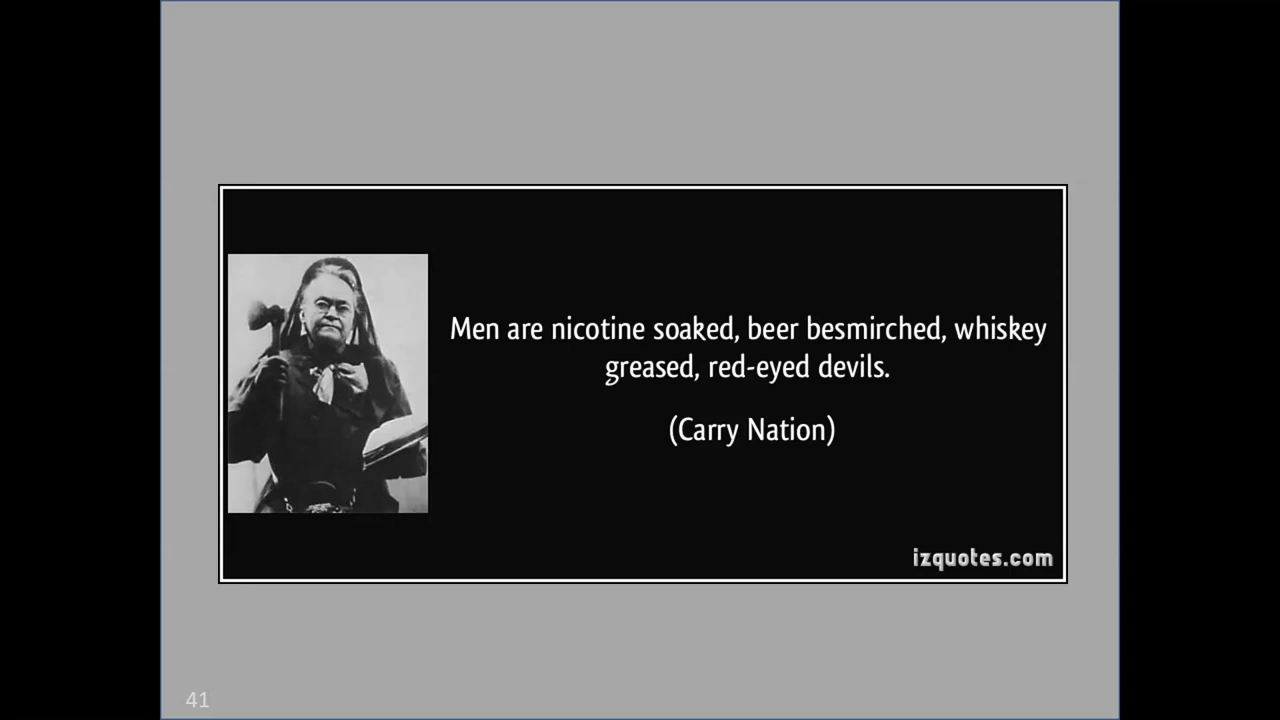 Men are nicotine soaked, beer besmirched, whiskey
greased, red-eyed devils.
(Carry Nation)
izquotes.com
41